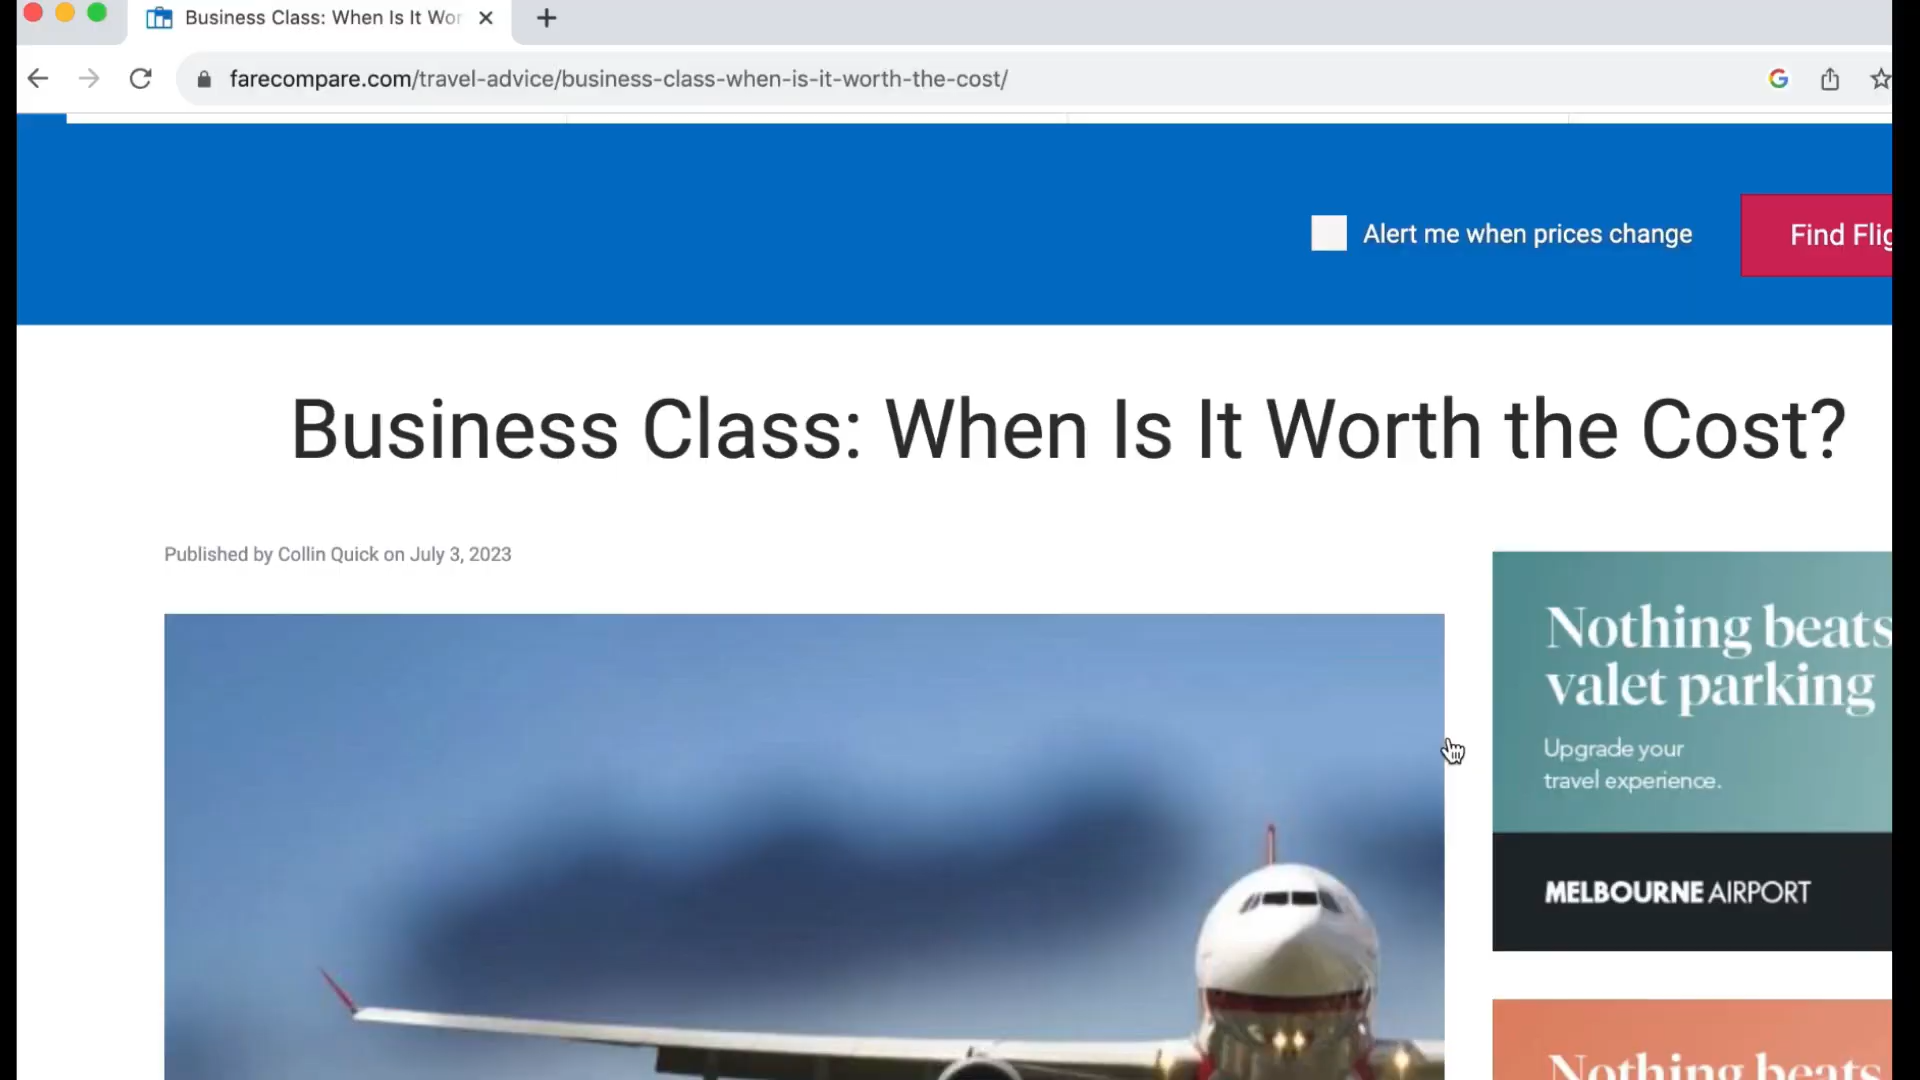 Business Class: When Is It Wor
farecompare.com/travel-advice/business-class-when-is-it-worth-the-cost/
Alert me when prices change
Find Flig
Business Class: When Is It Worth the Cost?
Published by Collin Quick on July 3, 2023
Nothing beats
valet parking
Upgrade your
travel experience.
MELBOURNE AIRPORT
Nothing beats